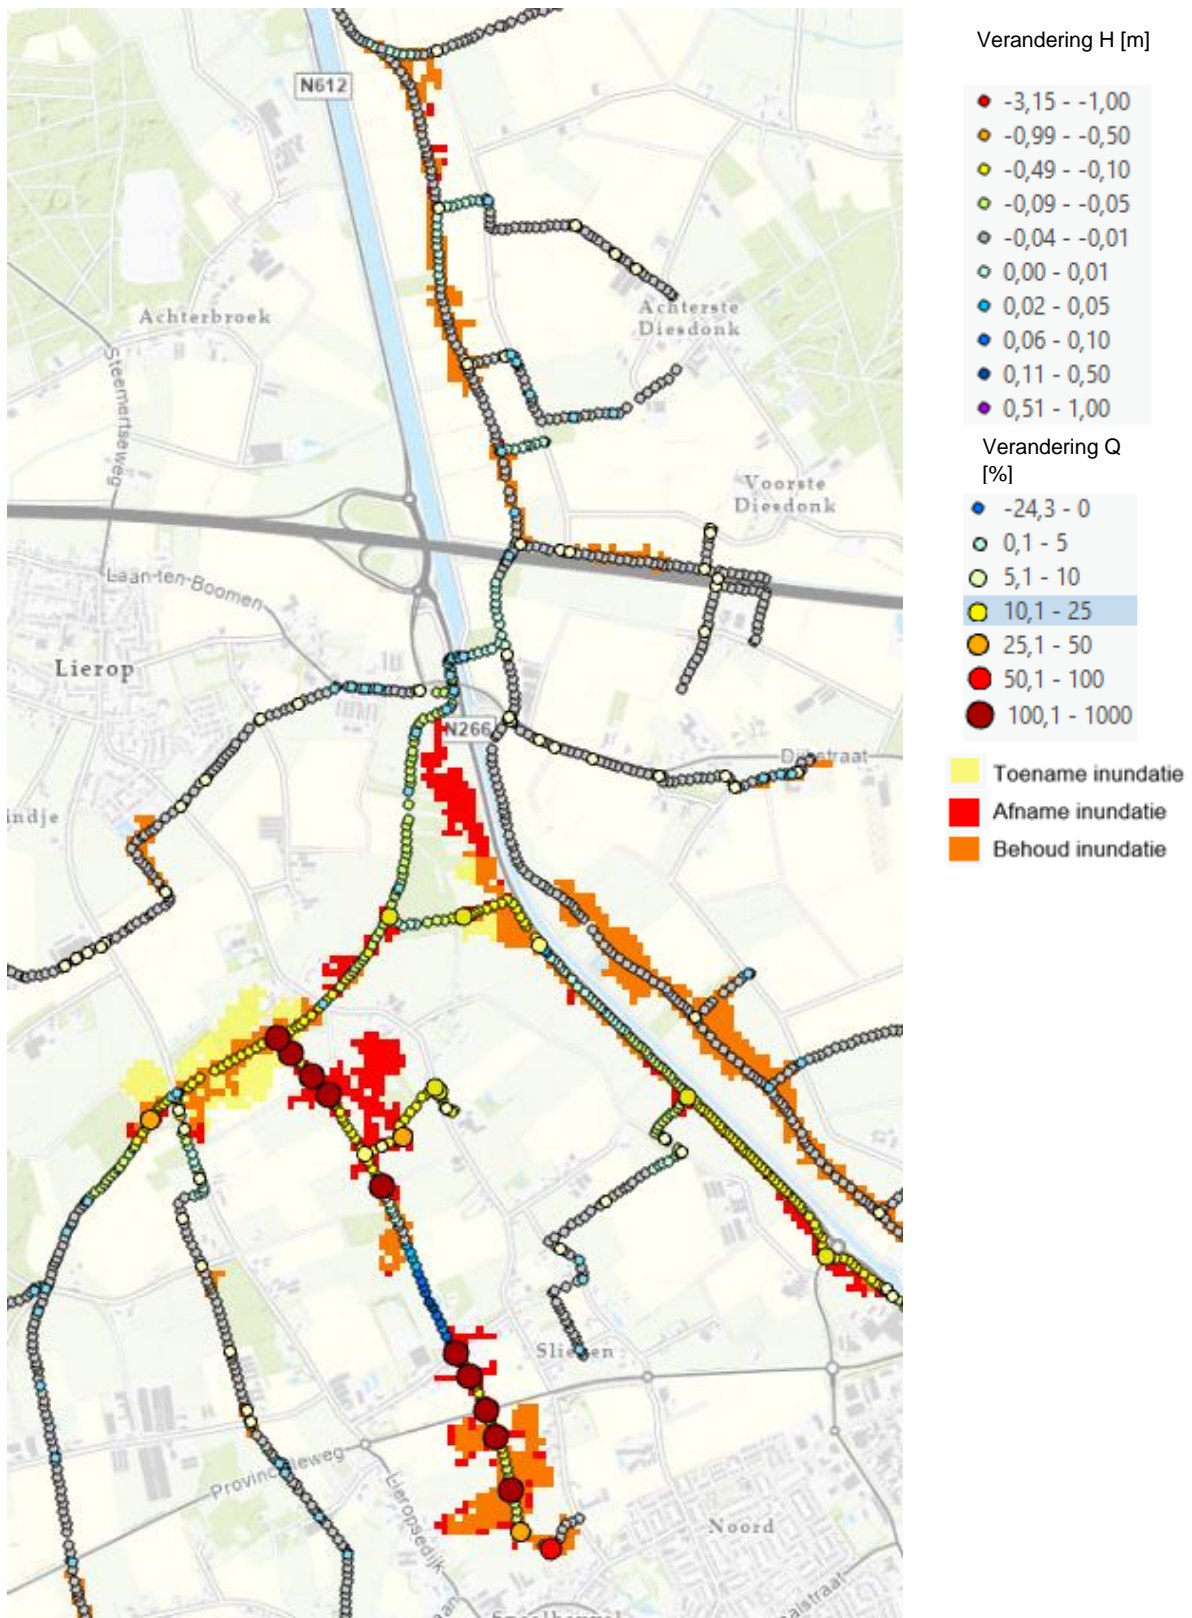 N612
Achterbroek
Steemertseweg
Achterste
Diesdonk
Voorste
Diesdonk
Laan-ten-Boomen
Lierop
N266
Dijkstraat
indje
Slieven
Provincialeweg
Lieropsedijk
Noord
Verandering H [m]
-3,15 - -1,00
-0,99 - -0,50
-0,49 - -0,10
-0,09 - -0,05
-0,04 - -0,01
0,00 - 0,01
0,02 - 0,05
0,06 - 0,10
0,11 - 0,50
0,51 - 1,00
Verandering Q
[%]
-24,3 - 0
0,1 - 5
5,1 - 10
10,1 - 25
25,1 - 50
50,1 - 100
100,1 - 1000
Toename inundatie
Afname inundatie
Behoud inundatie